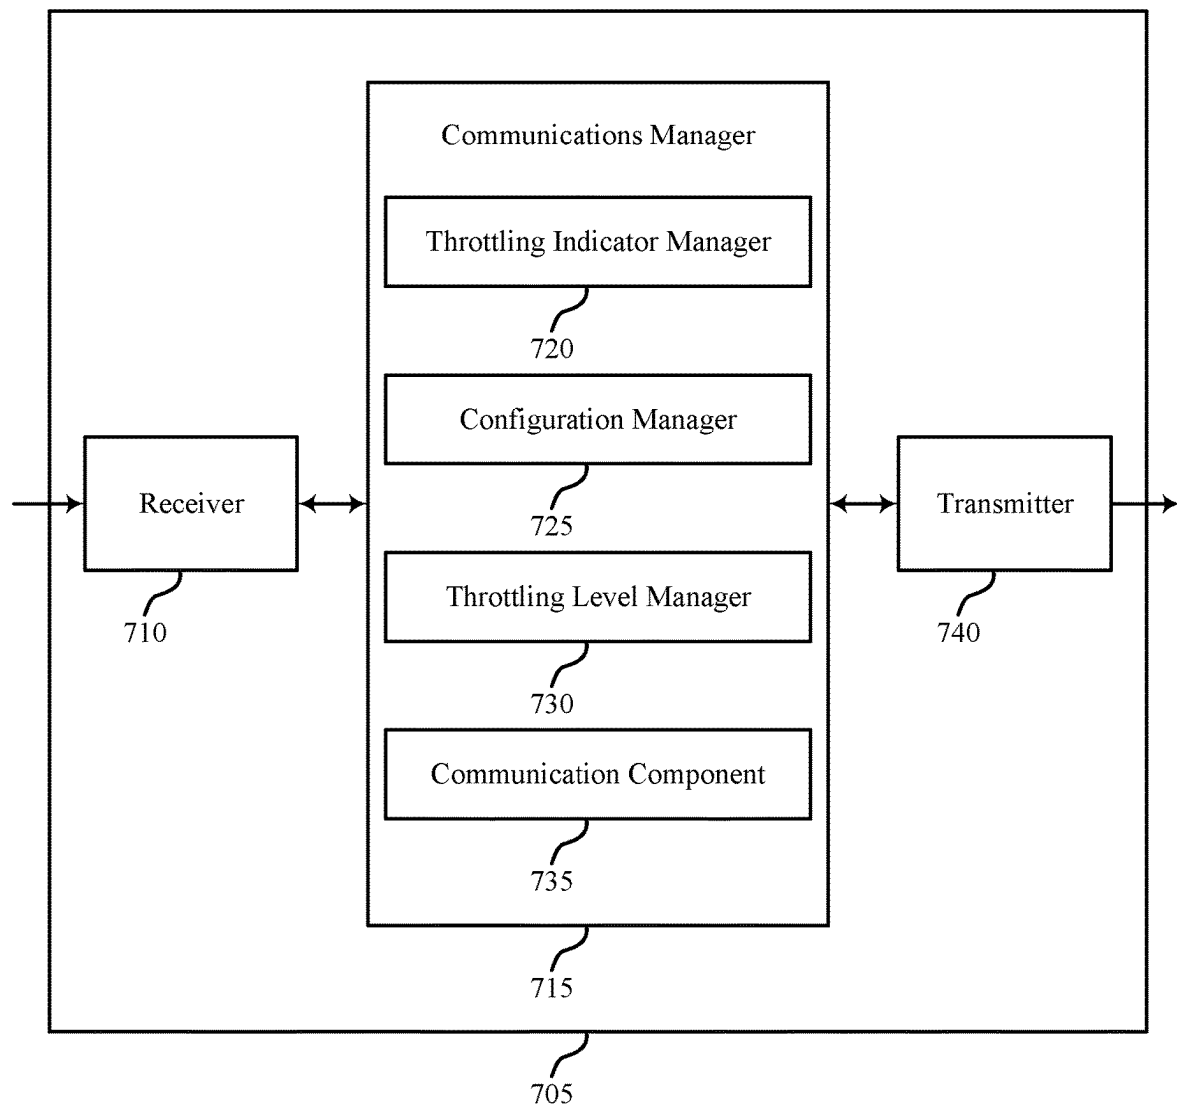 Communications Manager
Throttling Indicator Manager
720
Configuration Manager
725
Receiver
710
Throttling Level Manager
730
Transmitter
740
Communication Component
735
715
705